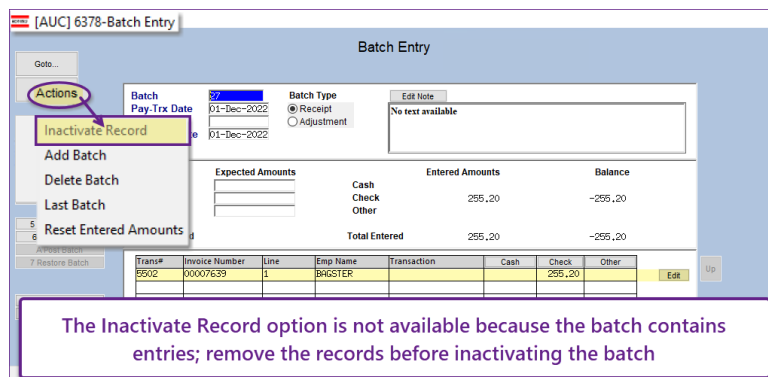 [AUC] 6378-Batch Entry
Batch Entry
Goto...
Actions
Inactivate Record
Add Batch
Delete Batch
Last Batch
Reset Entered Amounts
Batch 27 Batch Type Edit Note
Pay-Trx Date 01-Dec-2022 Receipt No text available
Adjustment
01-Dec-2022
Expected Amounts Entered Amounts Balance
Cash
Check 255.20 -255.20
Other
Total Entered 255.20 -255.20
5
6
7 Restore Batch
Trans# Invoice Number Line Emp Name Transaction Cash Check Other
5502 00007639 1 BAGSTER 255.20 Edit
Up
The Inactivate Record option is not available because the batch contains
entries; remove the records before inactivating the batch